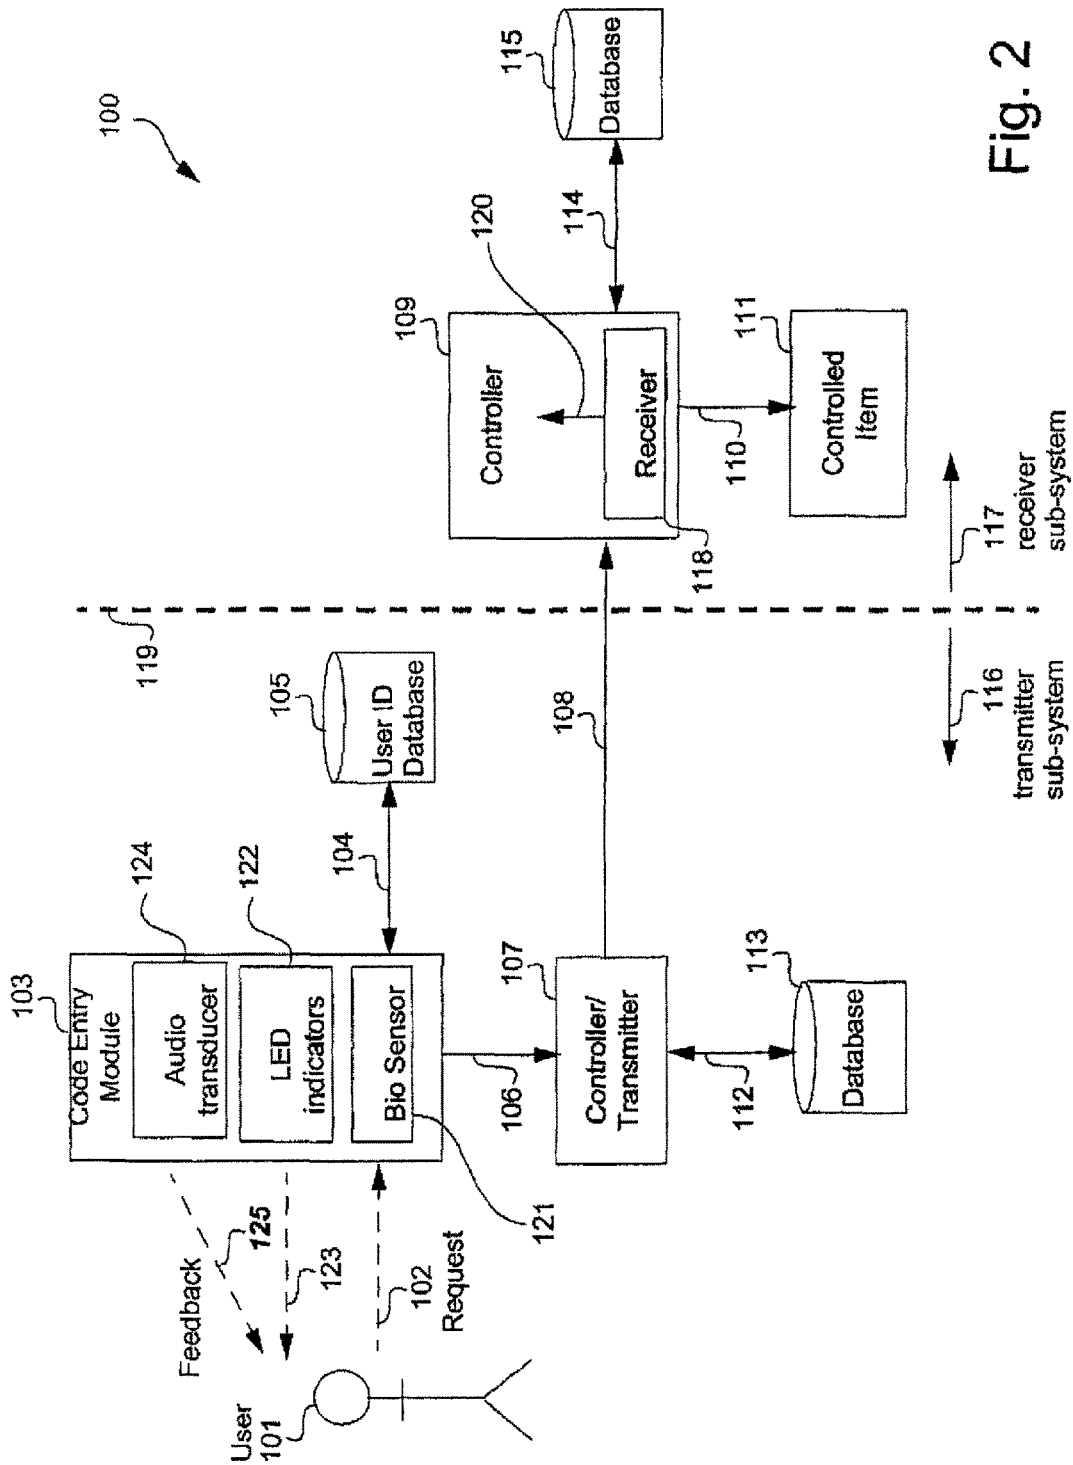 100
103
Code Entry
Module
124
Audio
transducer
122
LED
indicators
Bio Sensor
121
Feedback
125
123
102
Request
User
101
104
105
User ID
Database
106
107
Controller/
Transmitter
112
113
Database
108
119
109
Controller
120
Receiver
118
114
115
Database
110
111
Controlled
Item
116
transmitter
sub-system
117
receiver
sub-system
Fig. 2